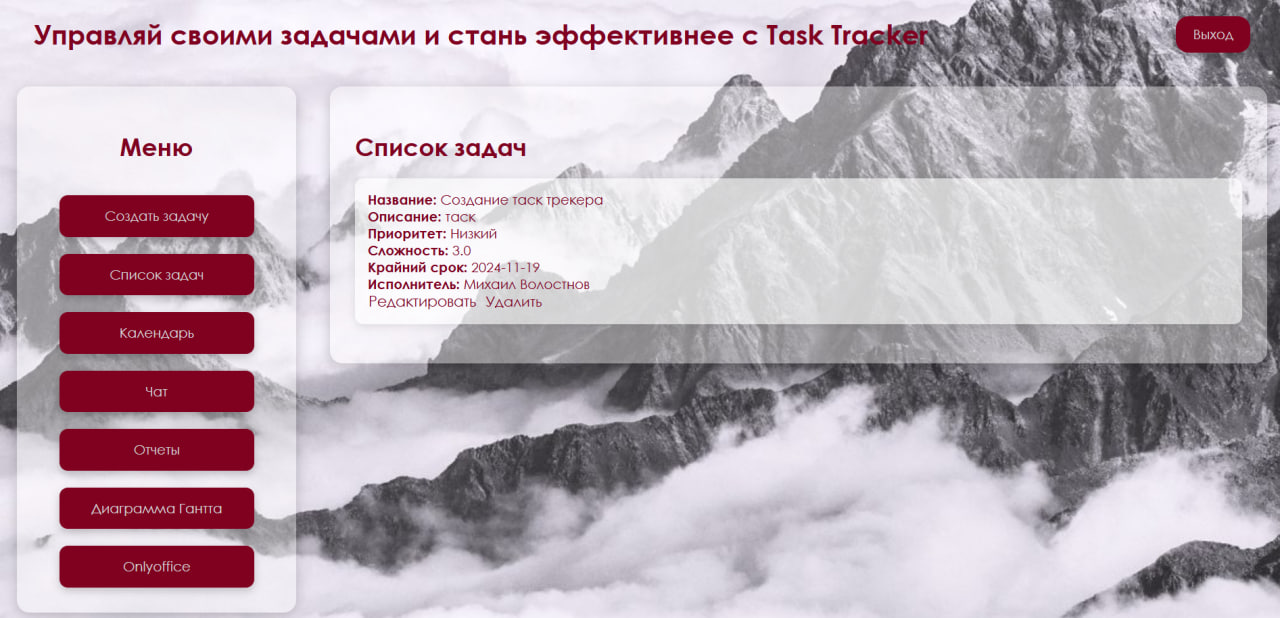 Управляй своими задачами и стань эффективнее с Task Tracker
Выход
Меню
Создать задачу
Список задач
Календарь
Чат
Отчеты
Диаграмма Гантта
Onlyoffice
Список задач
Название: Создание таск трекера
Описание: таск
Приоритет: Низкий
Сложность: 3.0
Крайний срок: 2024-11-19
Исполнитель: Михаил Волостнов
Редактировать Удалить